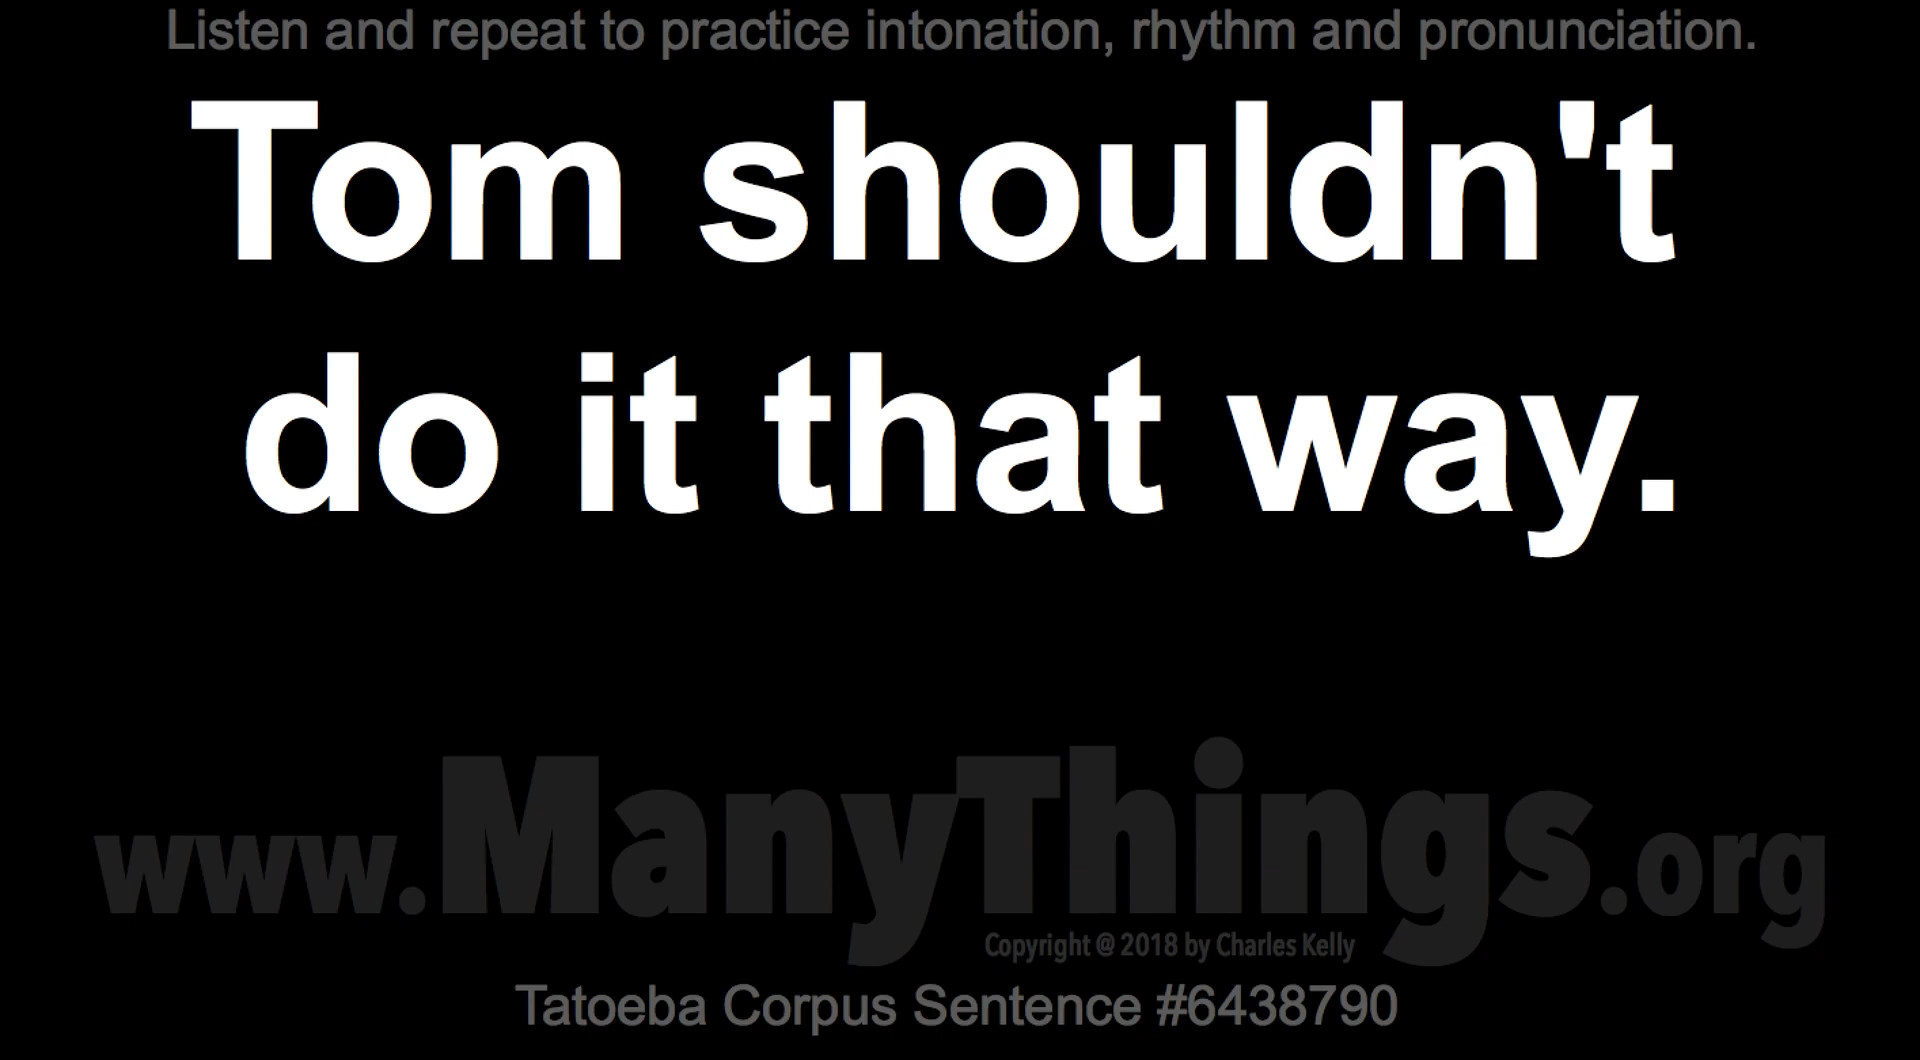 Listen and repeat to practice intonation, rhythm and pronunciation.
Tom shouldn't
do it that way.
www.ManyThings.org
Copyright @ 2018 by Charles Kelly
Tatoeba Corpus Sentence #6438790